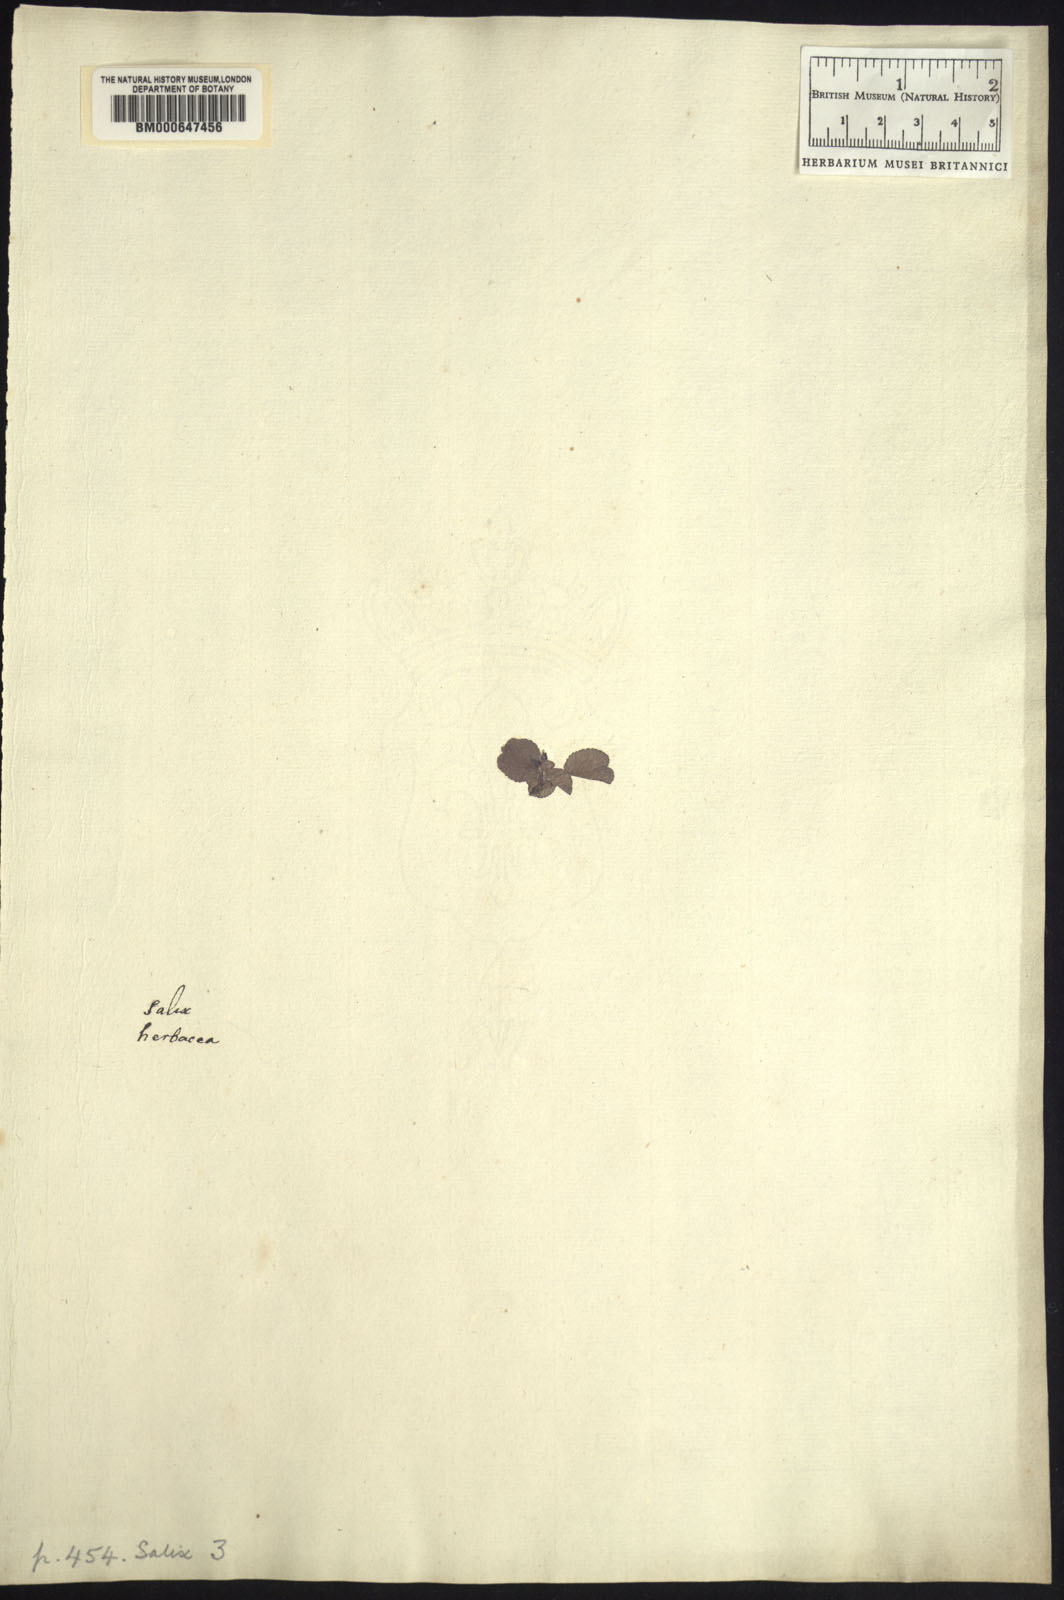 THE NATURAL HISTORY MUSEUM, LONDON
DEPARTMENT OF BOTANY
BM000647456
1 2
BRITISH MUSEUM (NATURAL HISTORY)
1 2 3 4 5
HERBARIUM MUSEI BRITANNICI
Salix
herbacea
p. 454. Salix 3